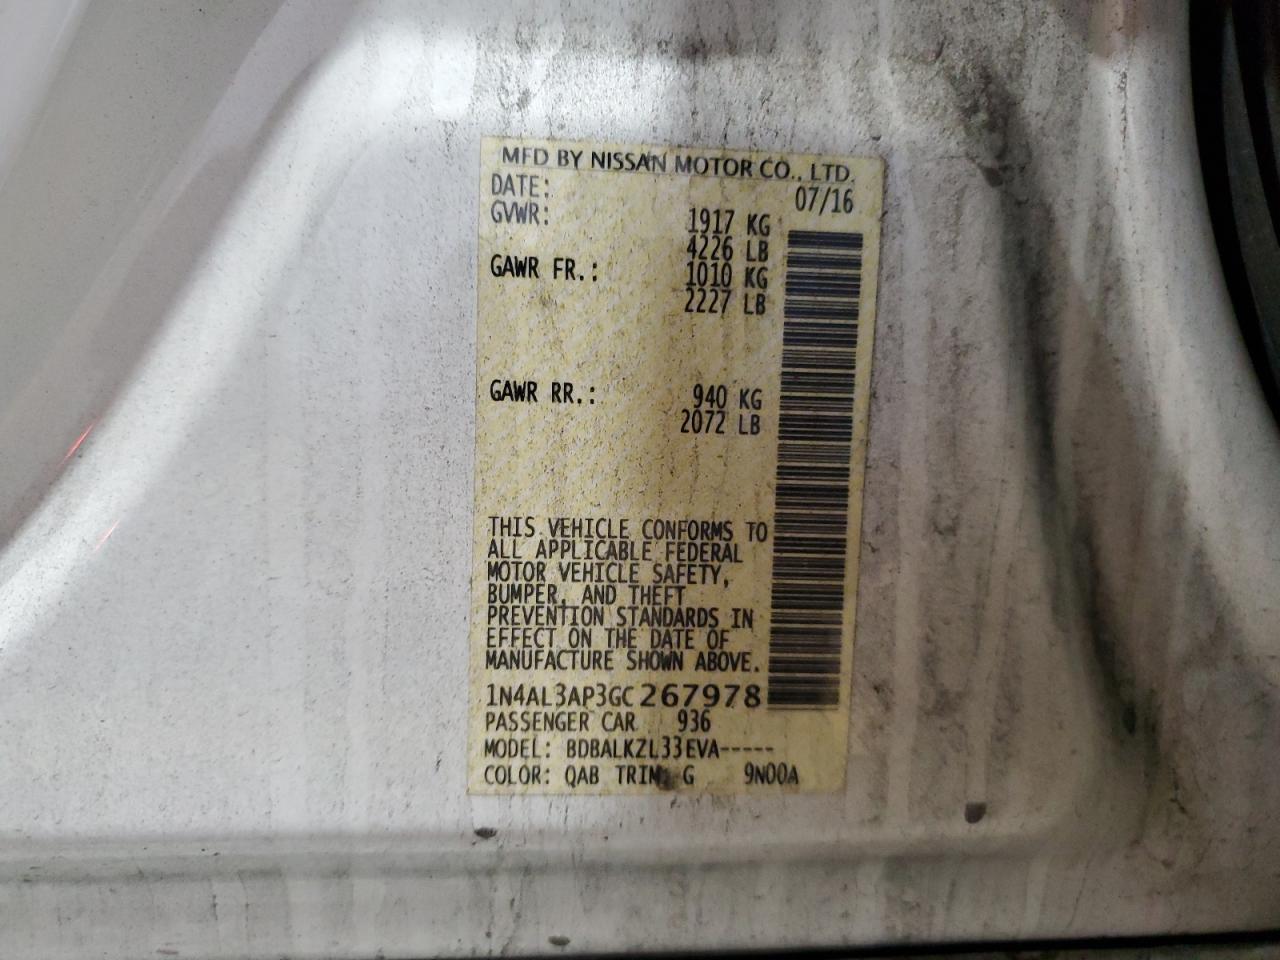 MFD BY NISSAN MOTOR CO., LTD.
DATE: 07/16
GVWR: 1917 KG
4226 LB
GAWR FR.: 1010 KG
2227 LB
GAWR RR.: 940 KG
2072 LB
THIS VEHICLE CONFORMS TO
ALL APPLICABLE FEDERAL
MOTOR VEHICLE SAFETY,
BUMPER, AND THEFT
PREVENTION STANDARDS IN
EFFECT ON THE DATE OF
MANUFACTURE SHOWN ABOVE.
1N4AL3AP3GC267978
PASSENGER CAR 936
MODEL: BDBALKZL33EVA-----
COLOR: QAB TRIM: G 9N00A